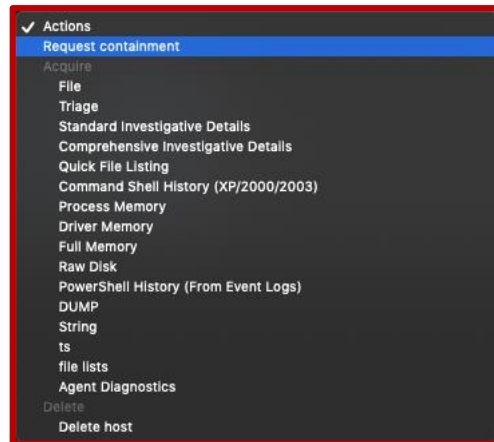 ✓ Actions
Request containment
Acquire
File
Triage
Standard Investigative Details
Comprehensive Investigative Details
Quick File Listing
Command Shell History (XP/2000/2003)
Process Memory
Driver Memory
Full Memory
Raw Disk
PowerShell History (From Event Logs)
DUMP
String
ts
file lists
Agent Diagnostics
Delete
Delete host